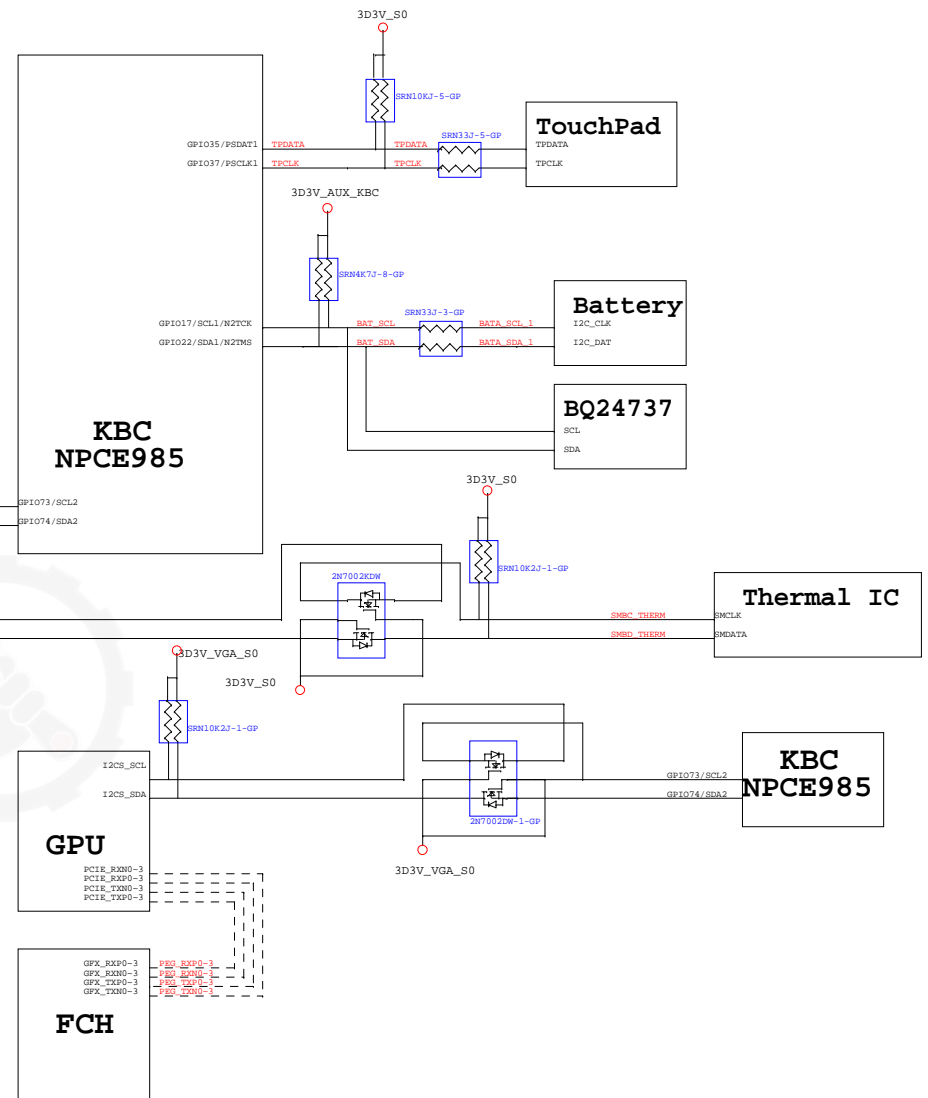 3D3V_S0
SRN10KJ-5-GP
TouchPad
GPIO35/PSDAT1 TPDATA TPDATA SRN33J-5-GP TPDATA
GPIO37/PSCLK1 TPCLK TPCLK TPCLK
3D3V_AUX_KBC
SRN4K7J-8-GP
Battery
SRN33J-3-GP
GPIO17/SCL1/N2TCK BAT_SCL BATA_SCL_1 I2C_CLK
GPIO22/SDA1/N2TMS BAT_SDA BATA_SDA_1 I2C_DAT
BQ24737
SCL
SDA
KBC
NPCE985
3D3V_S0
GPIO73/SCL2
GPIO74/SDA2
SRN10K2J-1-GP
2N7002KDW
Thermal IC
SMBC_THERM SMCLK
SMBD_THERM SMDATA
3D3V_VGA_S0
3D3V_S0
SRN10K2J-1-GP
I2CS_SCL
I2CS_SDA
GPU
2N7002DW-1-GP
3D3V_VGA_S0
KBC
NPCE985
GPIO73/SCL2
GPIO74/SDA2
PCIE_RXN0-3
PCIE_RXP0-3
PCIE_TXN0-3
PCIE_TXP0-3
GFX_RXP0-3 PEG_RXP0-3
GFX_RXN0-3 PEG_RXN0-3
GFX_TXP0-3 PEG_TXP0-3
GFX_TXN0-3 PEG_TXN0-3
FCH